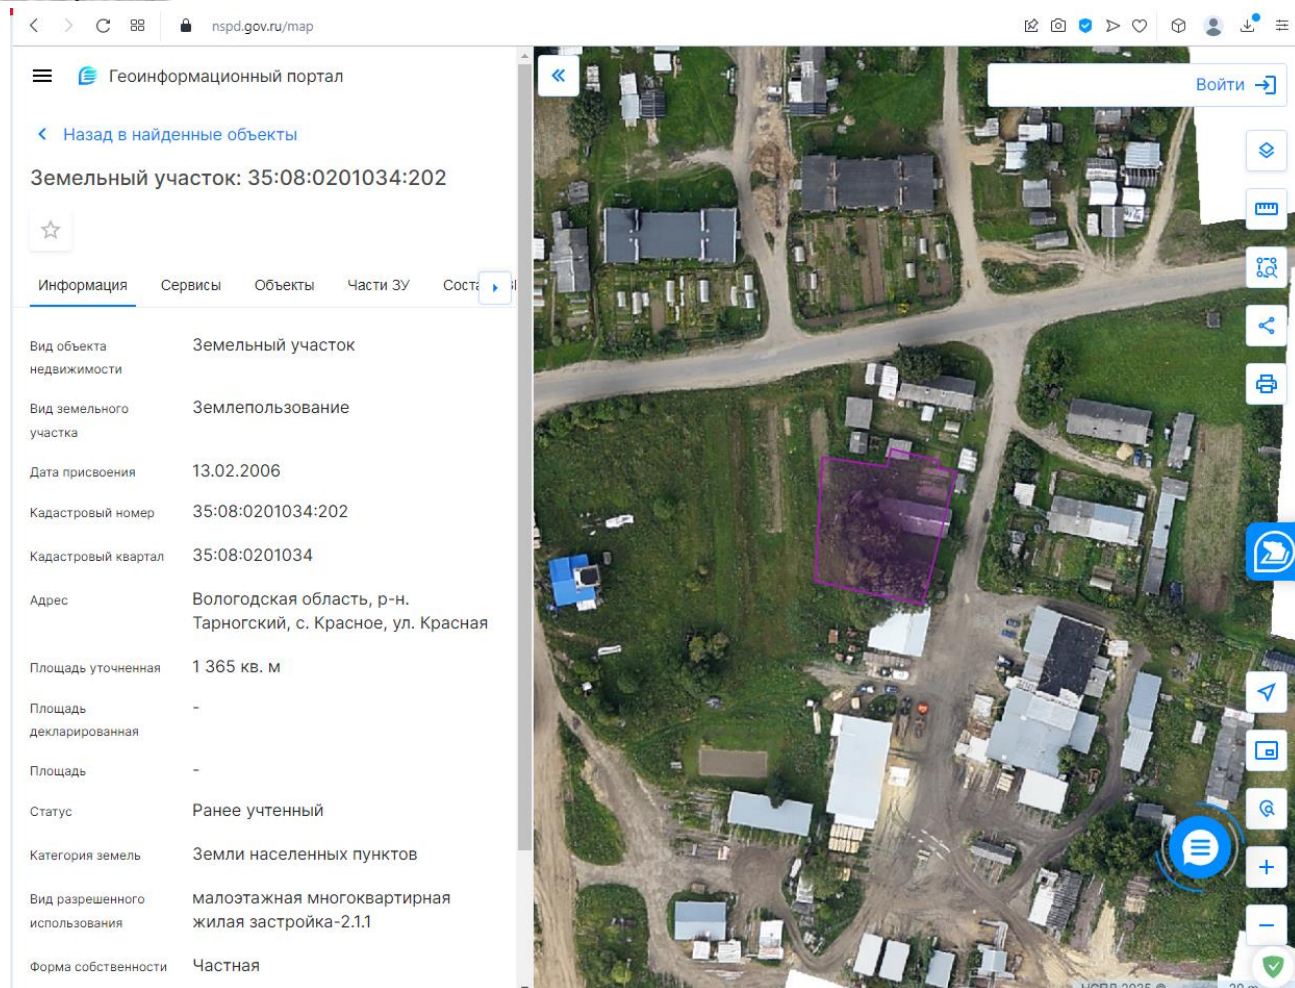 nspd.gov.ru/map
Геоинформационный портал
Войти
Назад в найденные объекты
Земельный участок: 35:08:0201034:202
Информация Сервисы Объекты Части ЗУ
Вид объекта недвижимости
Земельный участок
Вид земельного участка
Землепользование
Дата присвоения
13.02.2006
Кадастровый номер
35:08:0201034:202
Кадастровый квартал
35:08:0201034
Адрес
Вологодская область, р-н.
Тарногский, с. Красное, ул. Красная
Площадь уточненная
1 365 кв. м
Площадь декларированная
-
Площадь
-
Статус
Ранее учтенный
Категория земель
Земли населенных пунктов
Вид разрешенного использования
малоэтажная многоквартирная
жилая застройка-2.1.1
Форма собственности
Частная